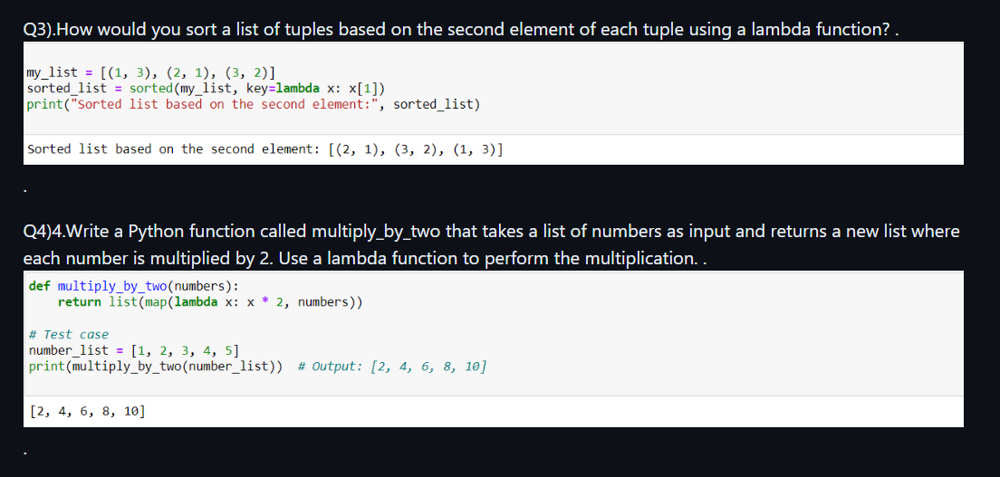 Q3).How would you sort a list of tuples based on the second element of each tuple using a lambda function? .
my_list = [(1, 3), (2, 1), (3, 2)]
sorted_list = sorted(my_list, key=lambda x: x[1])
print("Sorted list based on the second element:", sorted_list)
Sorted list based on the second element: [(2, 1), (3, 2), (1, 3)]
.
Q4)4.Write a Python function called multiply_by_two that takes a list of numbers as input and returns a new list where
each number is multiplied by 2. Use a lambda function to perform the multiplication. .
def multiply_by_two(numbers):
    return list(map(lambda x: x * 2, numbers))
# Test case
number_list = [1, 2, 3, 4, 5]
print(multiply_by_two(number_list))  # Output: [2, 4, 6, 8, 10]
[2, 4, 6, 8, 10]
.